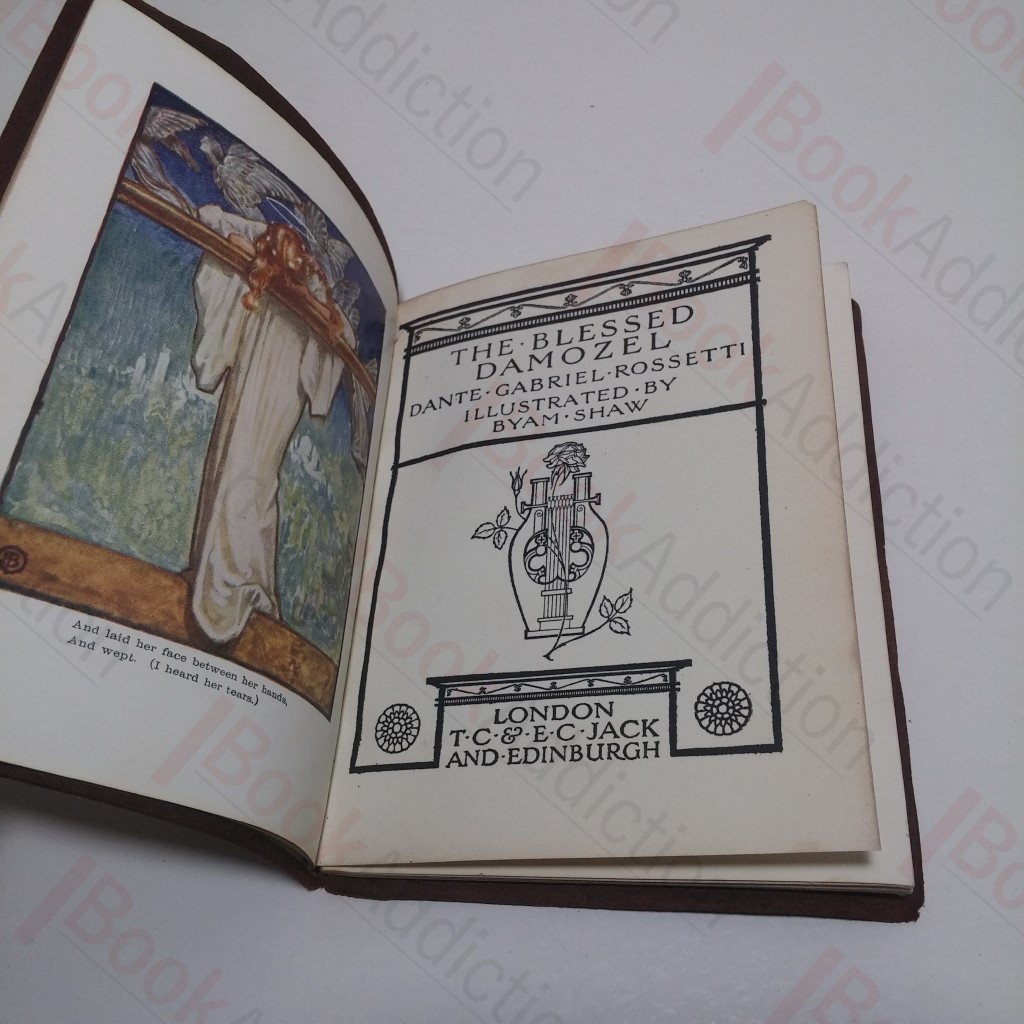 And laid her face between her hands,
And wept. (I heard her tears.)
THE·BLESSED
DAMOZEL
DANTE·GABRIEL·ROSSETTI
ILLUSTRATED·BY
BYAM·SHAW
LONDON
T·C·&·E·C·JACK
AND·EDINBURGH
BookAddiction